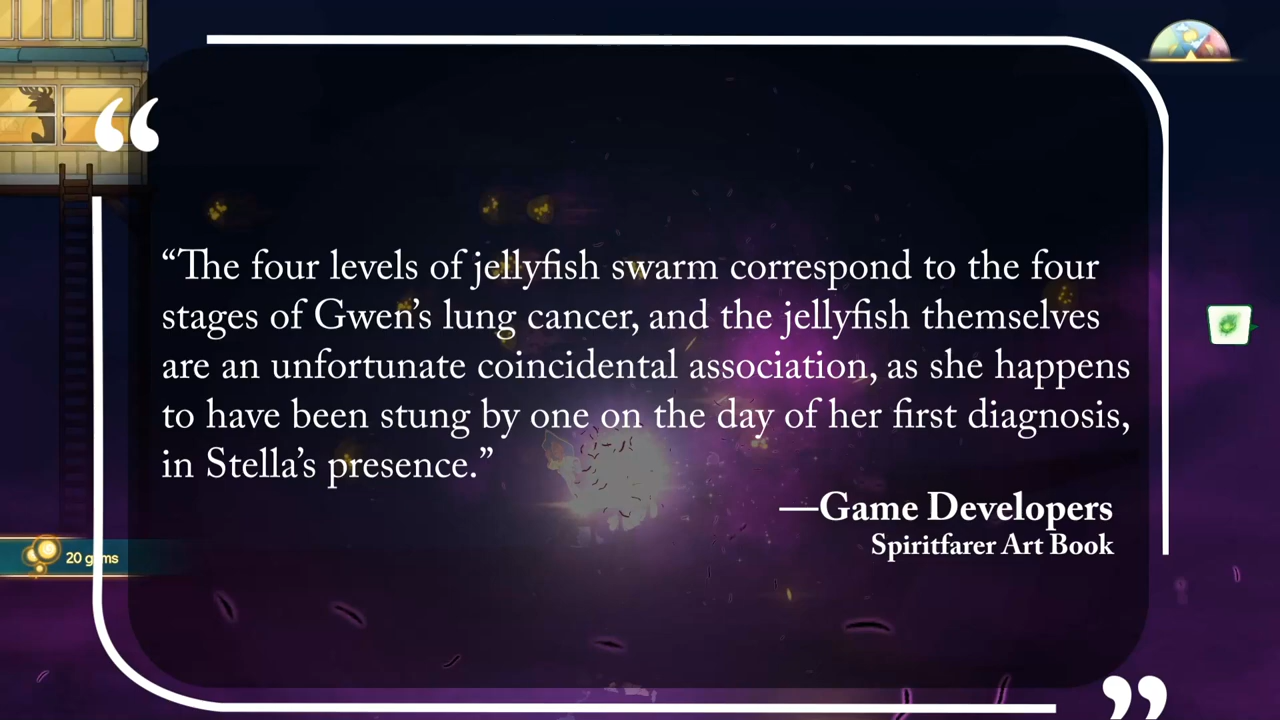 “
“The four levels of jellyfish swarm correspond to the four
stages of Gwen’s lung cancer, and the jellyfish themselves
are an unfortunate coincidental association, as she happens
to have been stung by one on the day of her first diagnosis,
in Stella’s presence.”
—Game Developers
Spiritfarer Art Book
20 gums
”